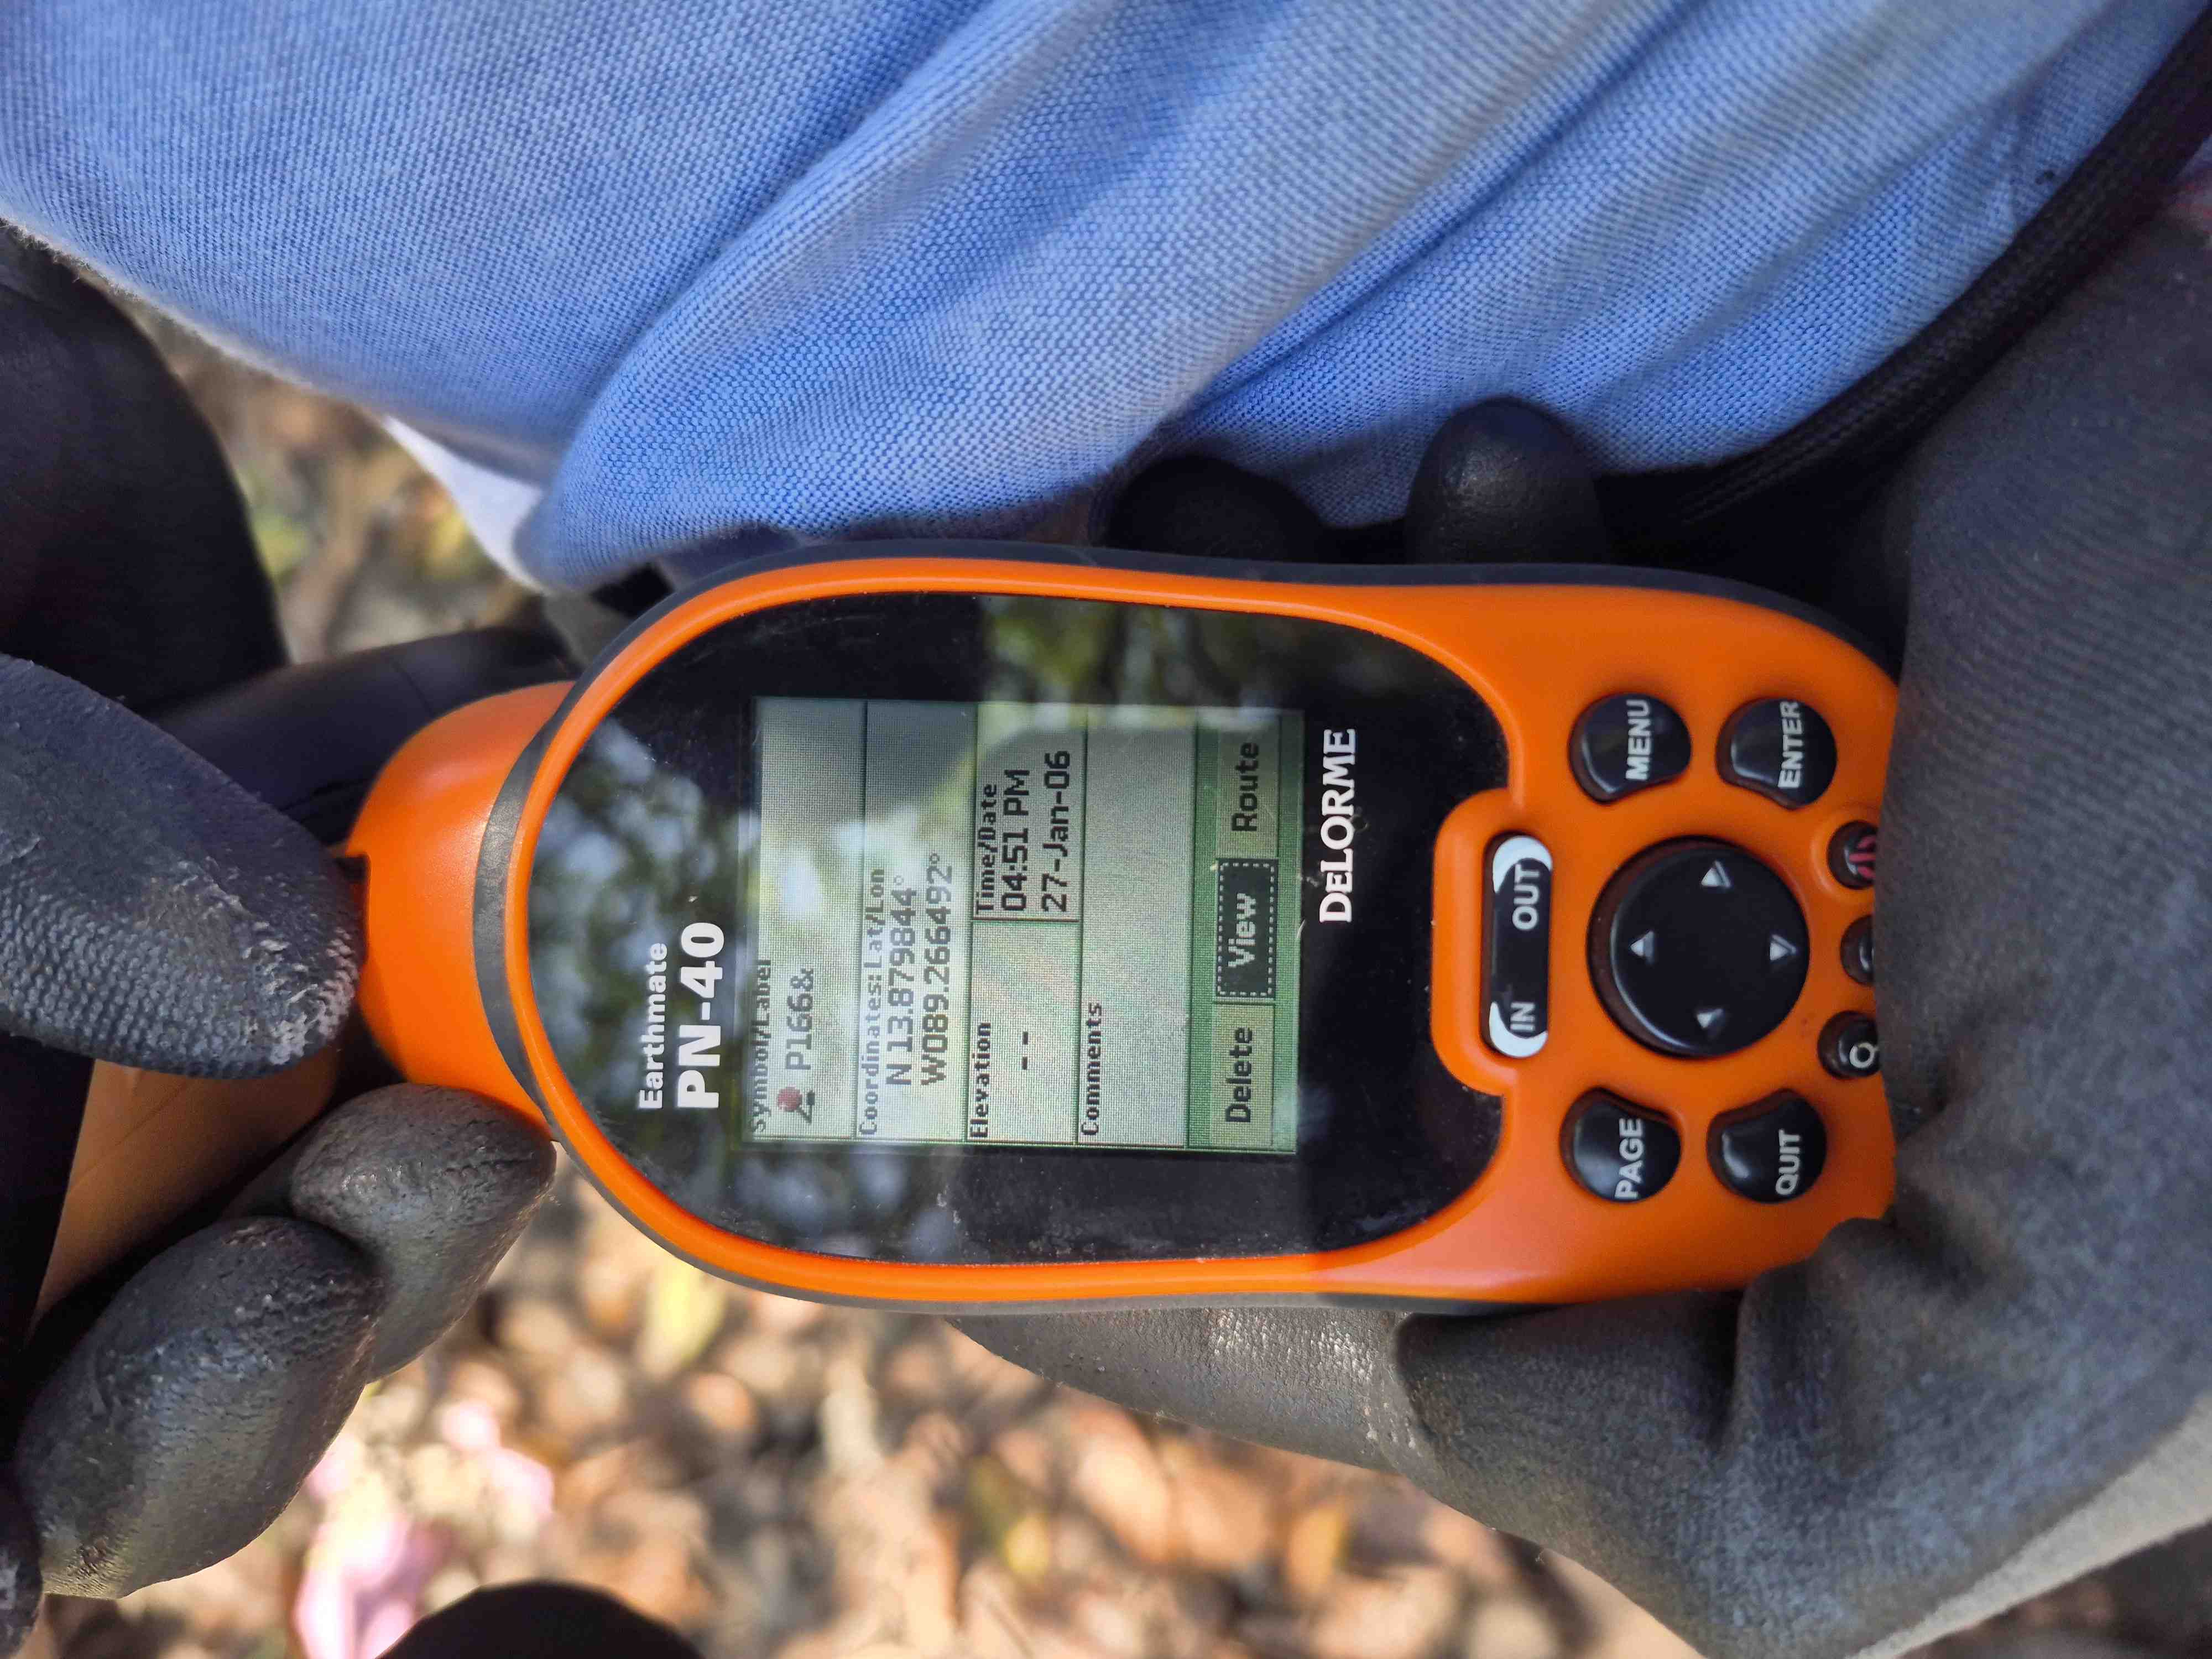 Earthmate
PN-40
Symbol/Label
P166&
Coordinates: Lat/Lon
N 13.879844°
W089.266492°
Elevation
--
Time/Date
04:51 PM
27-Jan-06
Comments
Delete View Route
DELORME
IN OUT
PAGE MENU
QUIT ENTER